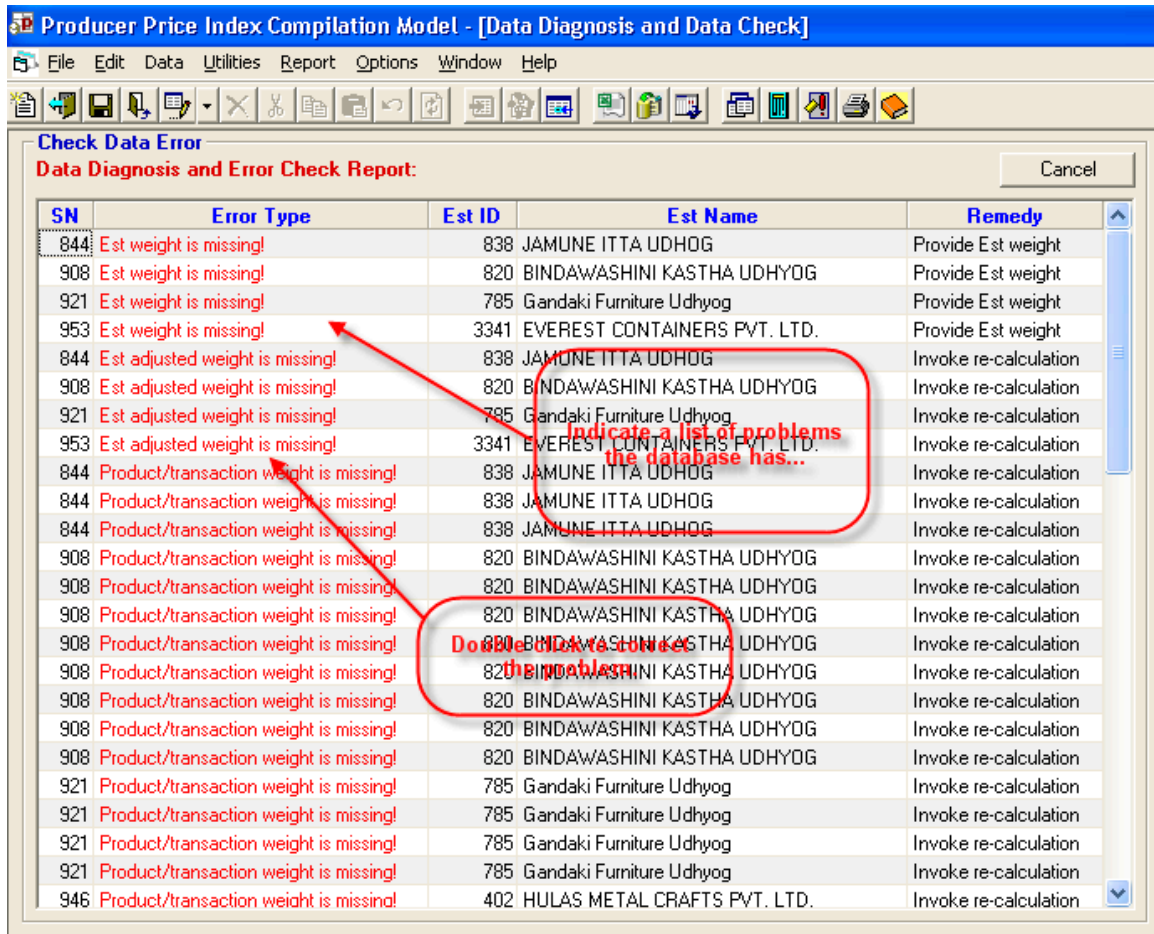 Producer Price Index Compilation Model - [Data Diagnosis and Data Check]
File Edit Data Utilities Report Options Window Help
Check Data Error
Data Diagnosis and Error Check Report:
Cancel
SN Error Type Est ID Est Name Remedy
844 Est weight is missing! 838 JAMUNE ITTA UDHOG Provide Est weight
908 Est weight is missing! 820 BINDAWASHINI KASTHA UDHYOG Provide Est weight
921 Est weight is missing! 785 Gandaki Furniture Udhyog Provide Est weight
953 Est weight is missing! 3341 EVEREST CONTAINERS PVT. LTD. Provide Est weight
844 Est adjusted weight is missing! 838 JAMUNE ITTA UDHOG Invoke re-calculation
908 Est adjusted weight is missing! 820 BINDAWASHINI KASTHA UDHYOG Invoke re-calculation
921 Est adjusted weight is missing! 785 Gandaki Furniture Udhyog Invoke re-calculation
953 Est adjusted weight is missing! 3341 EVEREST CONTAINERS PVT. LTD. Invoke re-calculation
Indicate a list of problems
the database has...
844 Product/transaction weight is missing! 838 JAMUNE ITTA UDHOG Invoke re-calculation
844 Product/transaction weight is missing! 838 JAMUNE ITTA UDHOG Invoke re-calculation
844 Product/transaction weight is missing! 838 JAMUNE ITTA UDHOG Invoke re-calculation
908 Product/transaction weight is missing! 820 BINDAWASHINI KASTHA UDHYOG Invoke re-calculation
908 Product/transaction weight is missing! 820 BINDAWASHINI KASTHA UDHYOG Invoke re-calculation
908 Product/transaction weight is missing! 820 BINDAWASHINI KASTHA UDHYOG Invoke re-calculation
908 Product/transaction weight is missing! 820 BINDAWASHINI KASTHA UDHYOG Invoke re-calculation
908 Product/transaction weight is missing! 820 BINDAWASHINI KASTHA UDHYOG Invoke re-calculation
Double click to correct
the problem.
908 Product/transaction weight is missing! 820 BINDAWASHINI KASTHA UDHYOG Invoke re-calculation
908 Product/transaction weight is missing! 820 BINDAWASHINI KASTHA UDHYOG Invoke re-calculation
908 Product/transaction weight is missing! 820 BINDAWASHINI KASTHA UDHYOG Invoke re-calculation
921 Product/transaction weight is missing! 785 Gandaki Furniture Udhyog Invoke re-calculation
921 Product/transaction weight is missing! 785 Gandaki Furniture Udhyog Invoke re-calculation
921 Product/transaction weight is missing! 785 Gandaki Furniture Udhyog Invoke re-calculation
921 Product/transaction weight is missing! 785 Gandaki Furniture Udhyog Invoke re-calculation
946 Product/transaction weight is missing! 402 HULAS METAL CRAFTS PVT. LTD. Invoke re-calculation